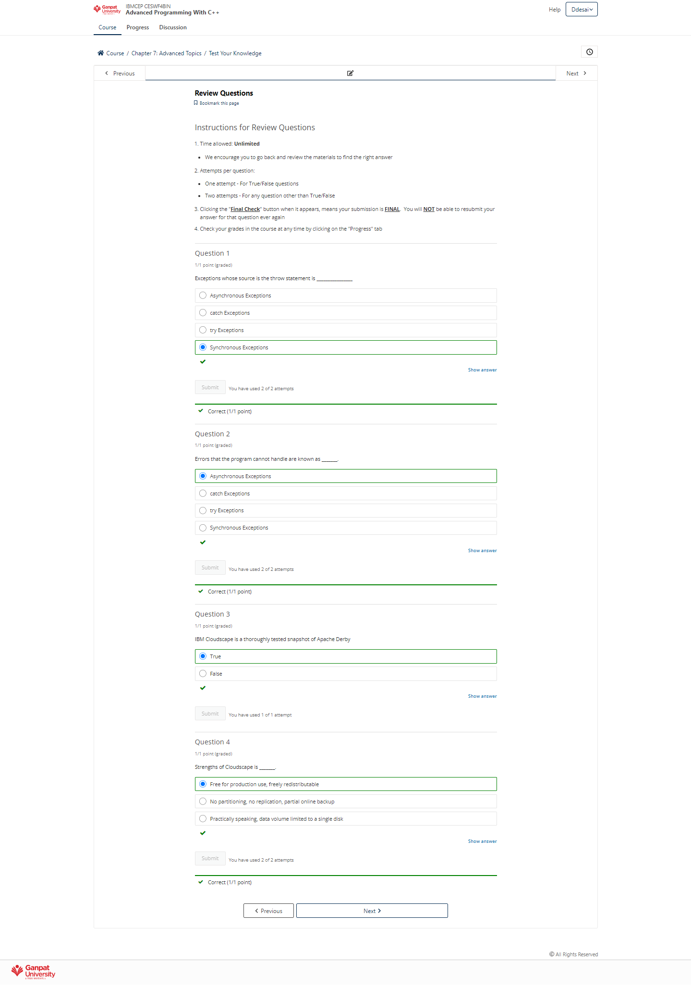 Ganpat
University
IBMCEP CESWF4BIN
Advanced Programming With C++
Help
Ddesai
Course
Progress
Discussion
Course / Chapter 7: Advanced Topics / Test Your Knowledge
Previous
Next
Review Questions
Bookmark this page
Instructions for Review Questions
1. Time allowed: Unlimited
• We encourage you to go back and review the materials to find the right answer
2. Attempts per question:
• One attempt - For True/False questions
• Two attempts - For any question other than True/False
3. Clicking the "Final Check" button when it appears, means your submission is FINAL.  You will NOT be able to resubmit your
answer for that question ever again
4. Check your grades in the course at any time by clicking on the "Progress" tab
Question 1
1/1 point (graded)
Exceptions whose source is the throw statement is ________________
Asynchronous Exceptions
catch Exceptions
try Exceptions
Synchronous Exceptions
Show answer
Submit
You have used 2 of 2 attempts
Correct (1/1 point)
Question 2
1/1 point (graded)
Errors that the program cannot handle are known as _______.
Asynchronous Exceptions
catch Exceptions
try Exceptions
Synchronous Exceptions
Show answer
Submit
You have used 2 of 2 attempts
Correct (1/1 point)
Question 3
1/1 point (graded)
IBM Cloudscape is a thoroughly tested snapshot of Apache Derby
True
False
Show answer
Submit
You have used 1 of 1 attempt
Question 4
1/1 point (graded)
Strengths of Cloudscape is _______.
Free for production use, freely redistributable
No partitioning, no replication, partial online backup
Practically speaking, data volume limited to a single disk
Show answer
Submit
You have used 2 of 2 attempts
Correct (1/1 point)
Previous
Next
© All Rights Reserved
Ganpat
University